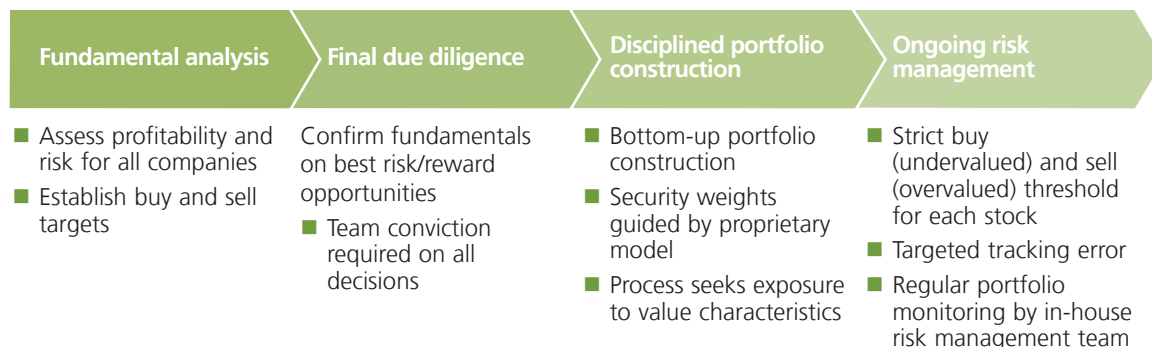 Fundamental analysis
Final due diligence
Disciplined portfolio
construction
Ongoing risk
management
■ Assess profitability and
risk for all companies
■ Establish buy and sell
targets
Confirm fundamentals
on best risk/reward
opportunities
■ Team conviction
required on all
decisions
■ Bottom-up portfolio
construction
■ Security weights
guided by proprietary
model
■ Process seeks exposure
to value characteristics
■ Strict buy
(undervalued) and sell
(overvalued) threshold
for each stock
■ Targeted tracking error
■ Regular portfolio
monitoring by in-house
risk management team